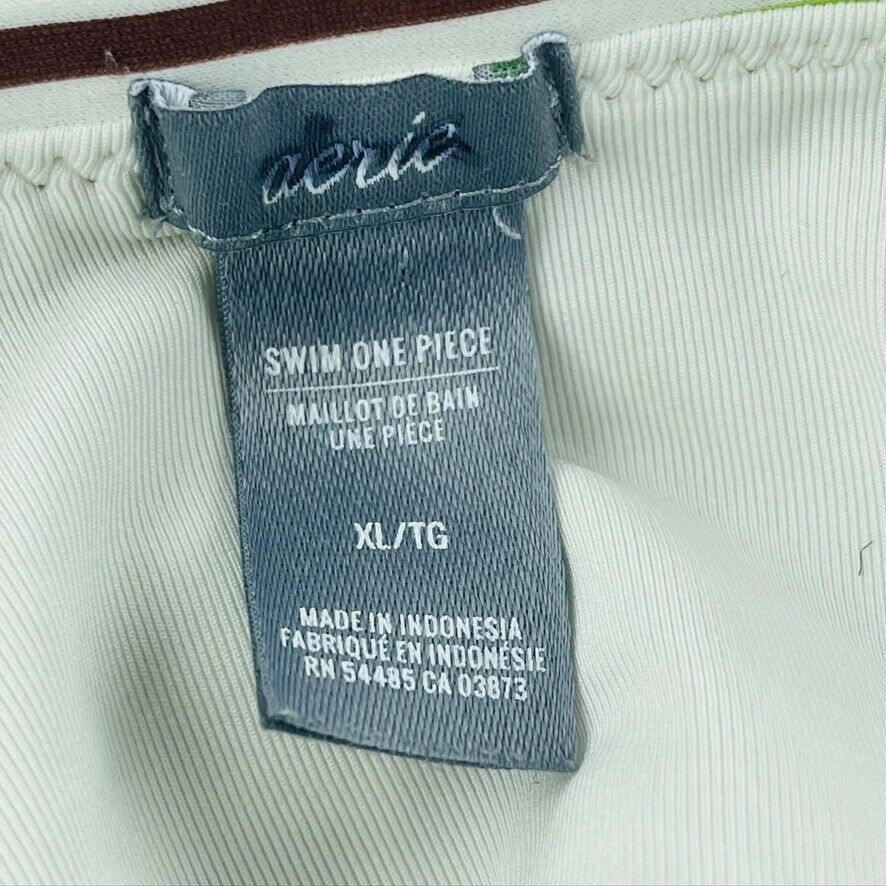 aerie
SWIM ONE PIECE
MAILLOT DE BAIN
UNE PIÈCE
XL/TG
MADE IN INDONESIA
FABRIQUÉ EN INDONÉSIE
RN 54485 CA 03873